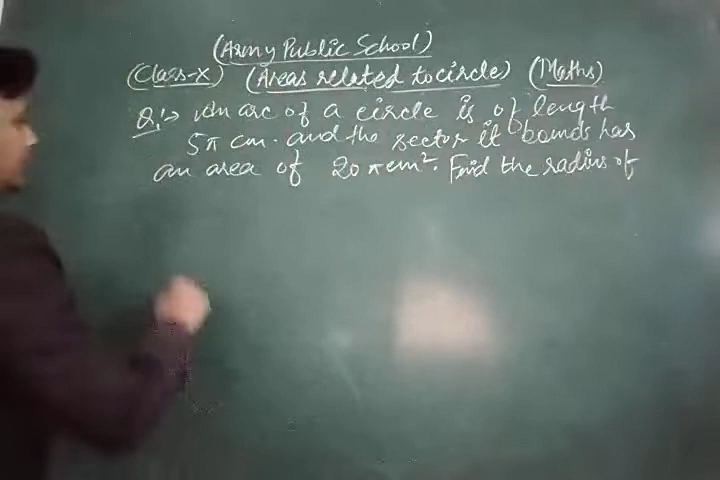 (Army Public School)
(Class-X) (Areas related to circle) (Maths)
Q.1:> An arc of a circle is of length
5π cm. and the sector it bounds has
an area of 20 π cm². Find the radius of